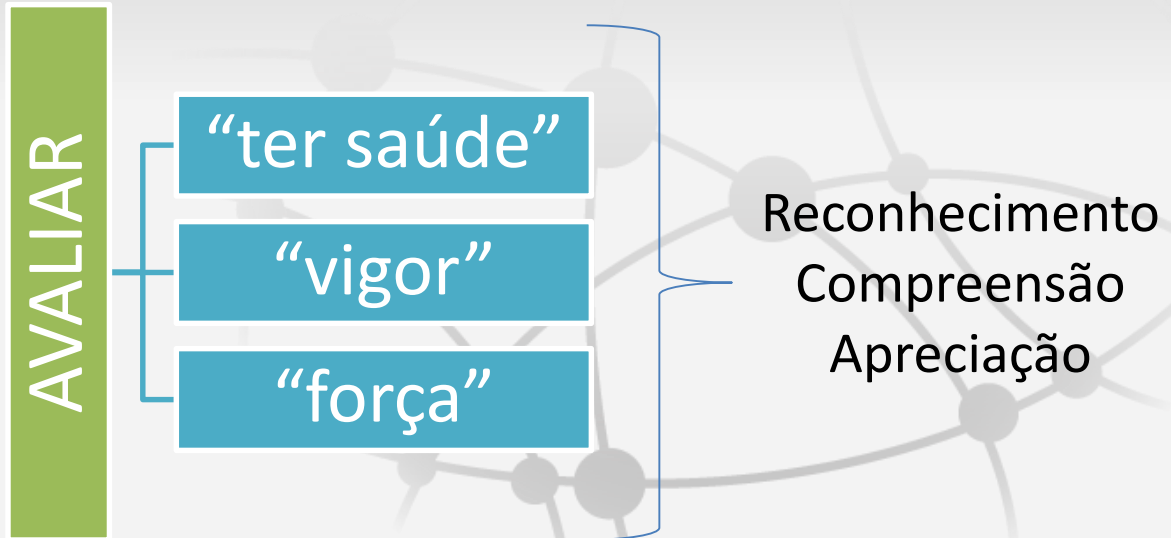 AVALIAR
“ter saúde”
“vigor”
“força”
Reconhecimento
Compreensão
Apreciação